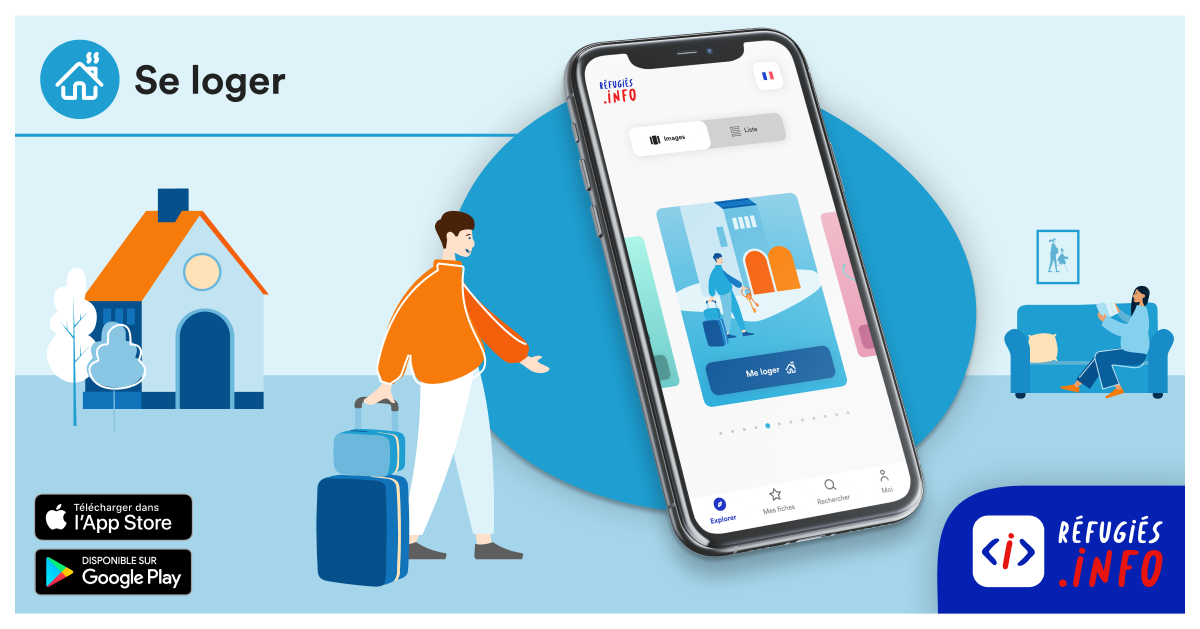 Se loger
RÉFUGIÉS
.iNFO
Images
Liste
Me loger
Explorer
Mes fiches
Rechercher
Moi
Télécharger dans
l'App Store
DISPONIBLE SUR
Google Play
<i>
RÉFUGIÉS
.iNFO